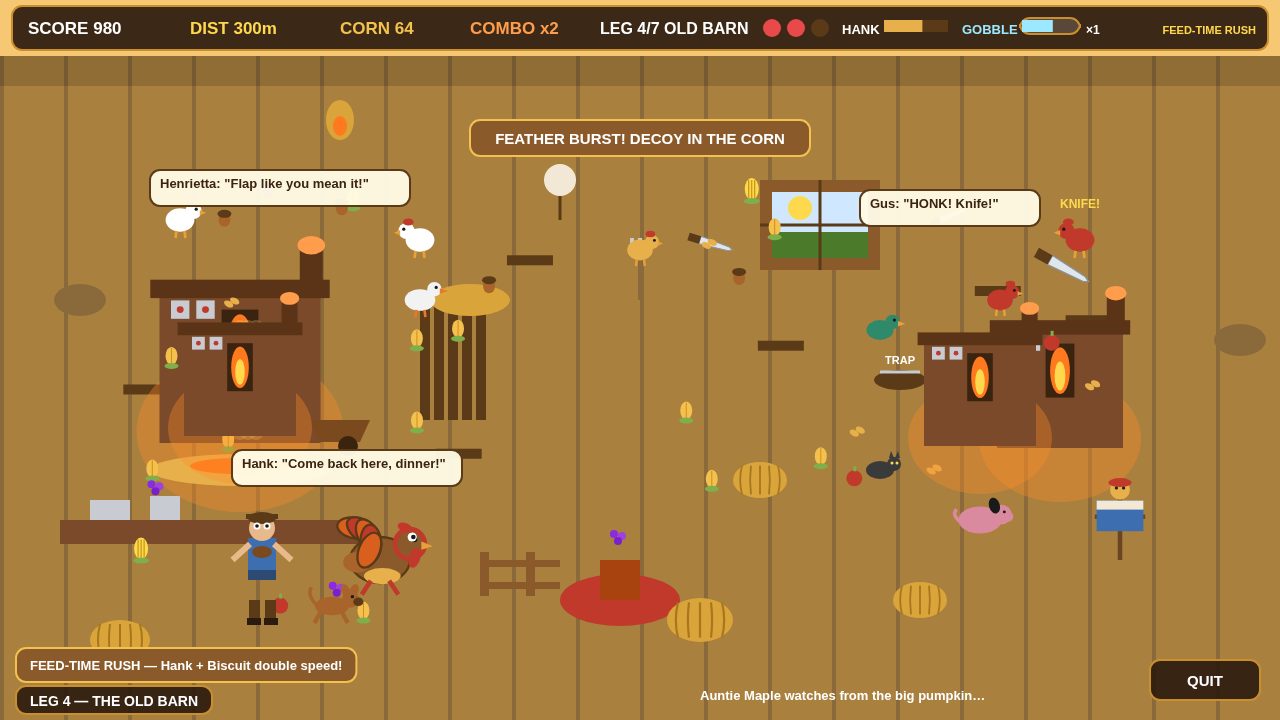 SCORE 980
DIST 300m
CORN 64
COMBO x2
LEG 4/7 OLD BARN
HANK
GOBBLE
×1
FEED-TIME RUSH
FEATHER BURST! DECOY IN THE CORN
Henrietta: "Flap like you mean it!"
Gus: "HONK! Knife!"
KNIFE!
TRAP
Hank: "Come back here, dinner!"
FEED-TIME RUSH — Hank + Biscuit double speed!
LEG 4 — THE OLD BARN
Auntie Maple watches from the big pumpkin…
QUIT